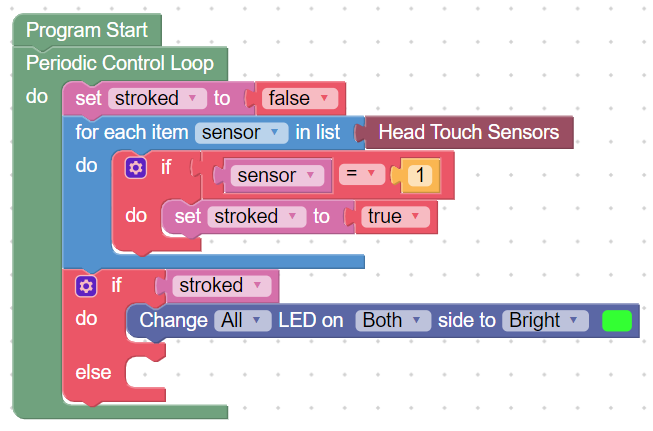 Program Start
Periodic Control Loop
do set stroked to false
for each item sensor in list Head Touch Sensors
do if sensor = 1
do set stroked to true
if stroked
do Change All LED on Both side to Bright
else